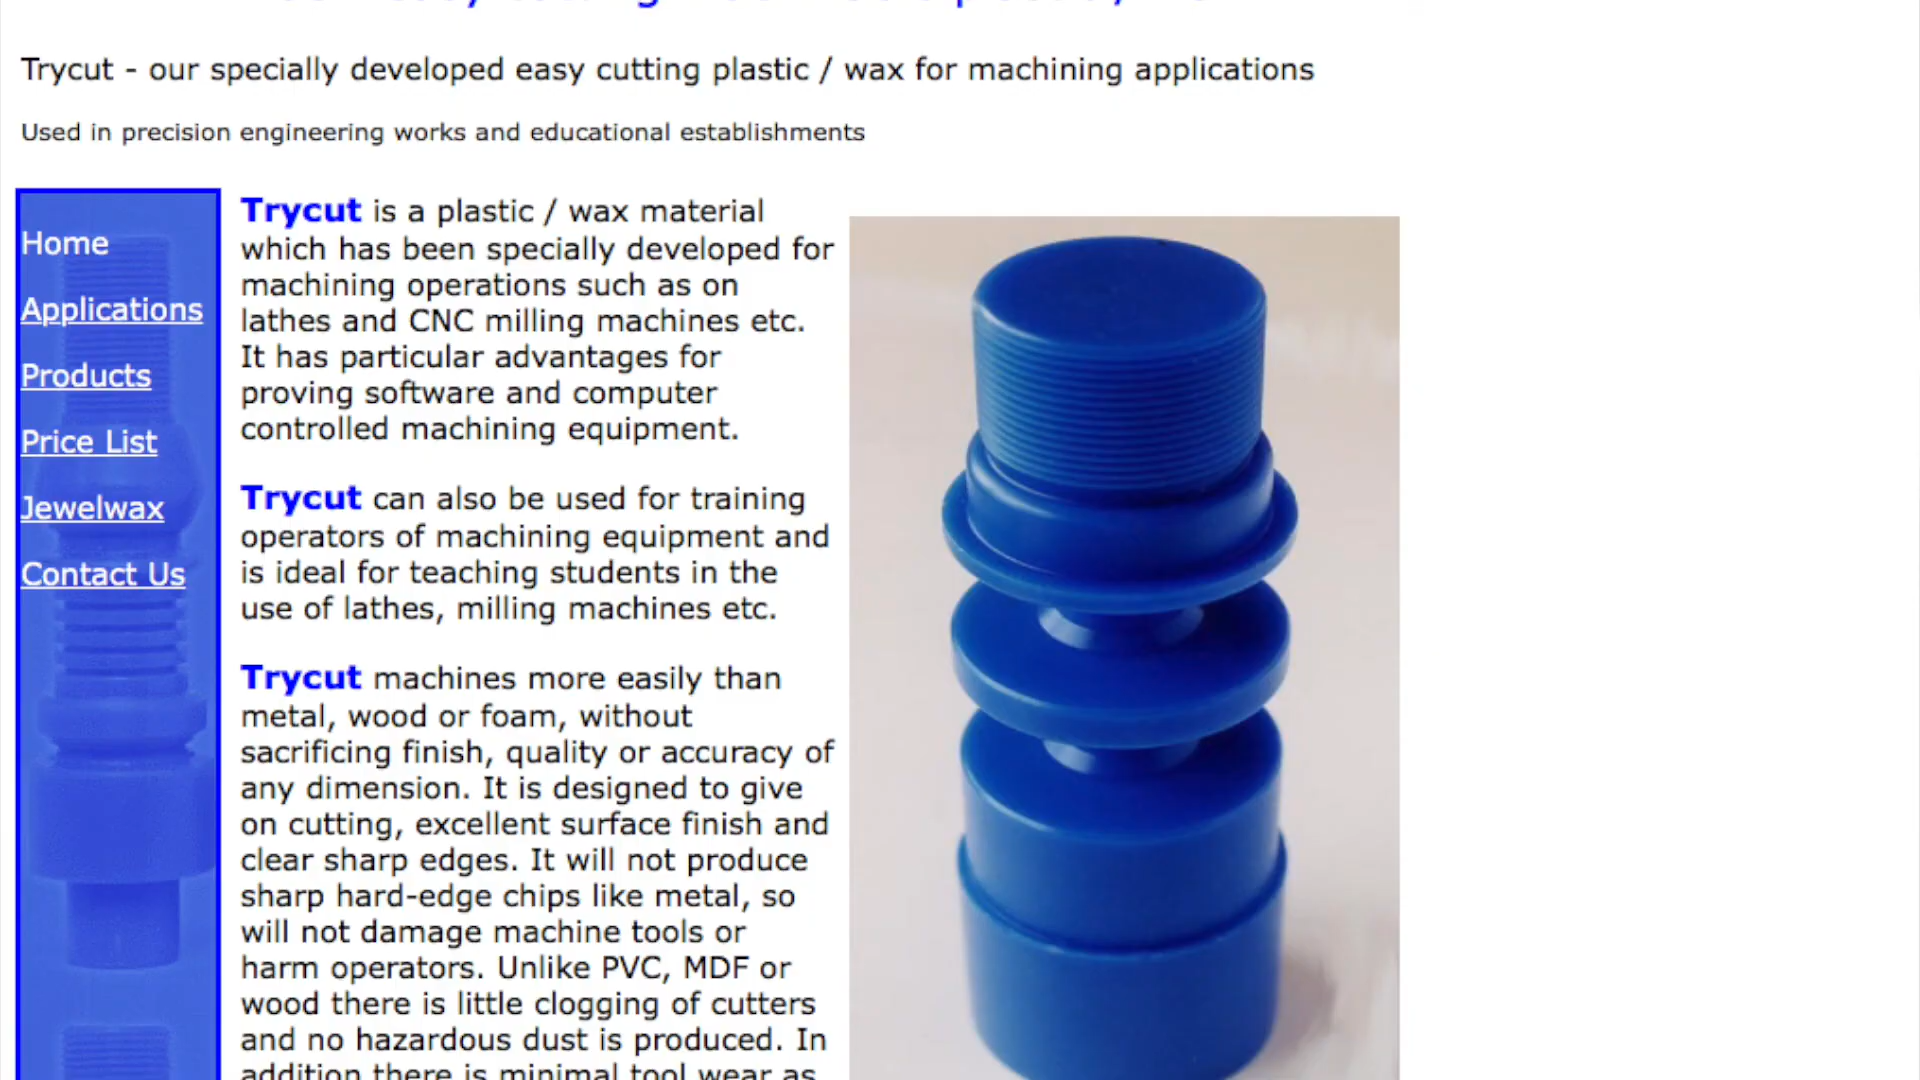 Trycut - our specially developed easy cutting plastic / wax for machining applications
Used in precision engineering works and educational establishments
Home
Applications
Products
Price List
Jewelwax
Contact Us
Trycut is a plastic / wax material
which has been specially developed for
machining operations such as on
lathes and CNC milling machines etc.
It has particular advantages for
proving software and computer
controlled machining equipment.
Trycut can also be used for training
operators of machining equipment and
is ideal for teaching students in the
use of lathes, milling machines etc.
Trycut machines more easily than
metal, wood or foam, without
sacrificing finish, quality or accuracy of
any dimension. It is designed to give
on cutting, excellent surface finish and
clear sharp edges. It will not produce
sharp hard-edge chips like metal, so
will not damage machine tools or
harm operators. Unlike PVC, MDF or
wood there is little clogging of cutters
and no hazardous dust is produced. In
addition there is minimal tool wear as